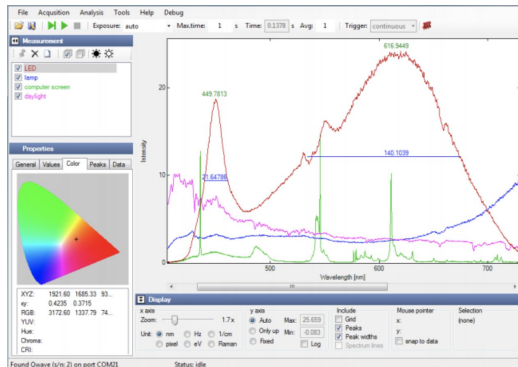 File Acqusition Analysis Tools Help Debug
Exposure: auto Max.time: 1 s Time: 0.1378 s Avg: 1 Trigger: continuous
Measurement
LED
lamp
computer screen
daylight
Properties
General Values Color Peaks Data
XYZ: 1921.60 1685.33 93...
xy: 0.4235 0.3715
RGB: 3172.60 1337.79 74...
YUV:
Hue:
Chroma:
CRI:
616.9449
449.7813
140.1039
21.64786
Intensity
20
10
0
500
600
700
Wavelength [nm]
Display
x axis
Zoom: 1.7 x
Unit: nm Hz 1/cm
pixel eV Raman
y axis
Auto Max: 25.659
Only up Min: -0.083
Fixed Log
Include
Grid
Peaks
Peak widths
Spectrum lines
Mouse pointer
x:
y:
snap to data
Selection
(none)
Found Qwave (s/n: 2) on port COM21 Status: idle